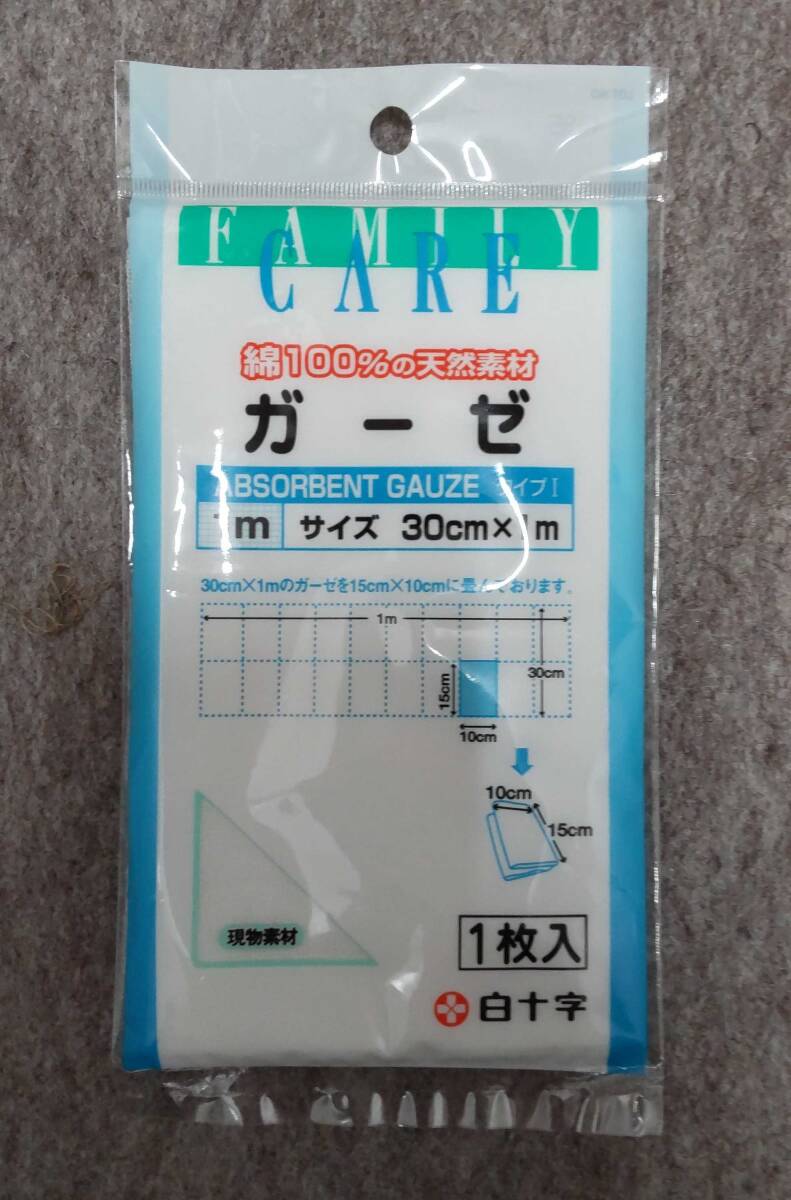 FAMILY
CARE
綿100%の天然素材
ガーゼ
ABSORBENT GAUZE タイプI
1m サイズ 30cm×1m
30cm×1mのガーゼを15cm×10cmに畳んでおります。
1m
30cm
15cm
10cm
10cm
15cm
現物素材
1枚入
白十字